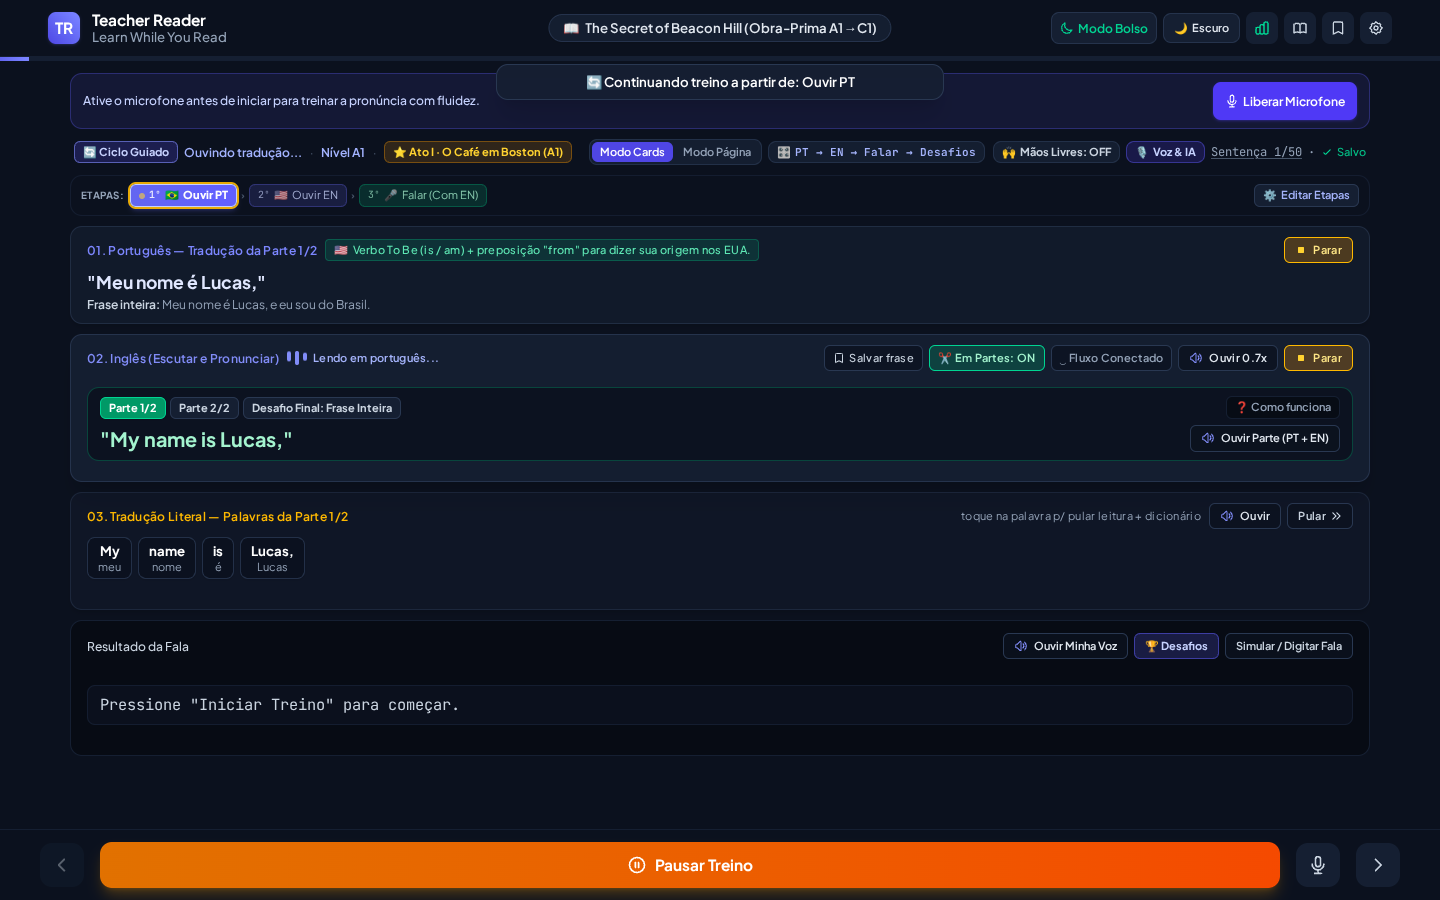 TR
Teacher Reader
Learn While You Read
📖 The Secret of Beacon Hill (Obra-Prima A1→C1)
Modo Bolso
🌙 Escuro
🔄 Continuando treino a partir de: Ouvir PT
Ative o microfone antes de iniciar para treinar a pronúncia com fluidez.
Liberar Microfone
🔄 Ciclo Guiado
Ouvindo tradução...
·
Nível A1
·
⭐ Ato I · O Café em Boston (A1)
Modo Cards
Modo Página
🎛️ PT → EN → Falar → Desafios
🙌 Mãos Livres: OFF
🎙️ Voz & IA
Sentença 1/50
·
✓ Salvo
ETAPAS:
1° 🇧🇷 Ouvir PT
›
2° 🇺🇸 Ouvir EN
›
3° 🎤 Falar (Com EN)
⚙️ Editar Etapas
01. Português — Tradução da Parte 1/2
🇺🇸 Verbo To Be (is / am) + preposição "from" para dizer sua origem nos EUA.
Parar
"Meu nome é Lucas,"
Frase inteira: Meu nome é Lucas, e eu sou do Brasil.
02. Inglês (Escutar e Pronunciar)
Lendo em português...
Salvar frase
✂️ Em Partes: ON
Fluxo Conectado
Ouvir 0.7x
Parar
Parte 1/2
Parte 2/2
Desafio Final: Frase Inteira
❓ Como funciona
"My name is Lucas,"
Ouvir Parte (PT + EN)
03. Tradução Literal — Palavras da Parte 1/2
toque na palavra p/ pular leitura + dicionário
Ouvir
Pular
My
meu
name
nome
is
é
Lucas,
Lucas
Resultado da Fala
Ouvir Minha Voz
🏆 Desafios
Simular / Digitar Fala
Pressione "Iniciar Treino" para começar.
Pausar Treino